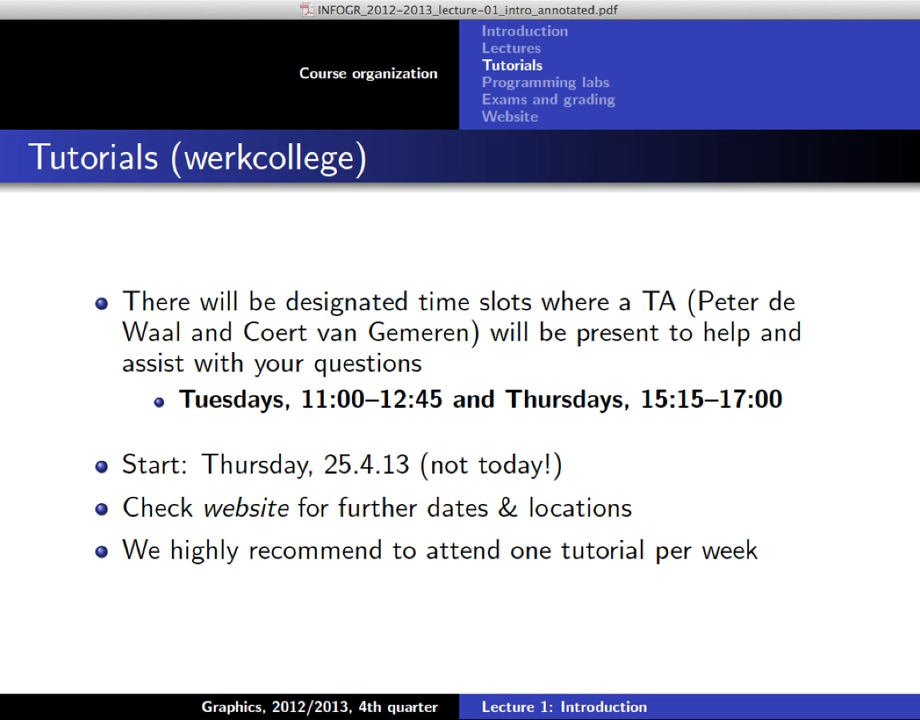 INFOGR_2012-2013_lecture-01_intro_annotated.pdf
Course organization
Introduction
Lectures
Tutorials
Programming labs
Exams and grading
Website
Tutorials (werkcollege)
There will be designated time slots where a TA (Peter de
Waal and Coert van Gemeren) will be present to help and
assist with your questions
Tuesdays, 11:00–12:45 and Thursdays, 15:15–17:00
Start: Thursday, 25.4.13 (not today!)
Check website for further dates & locations
We highly recommend to attend one tutorial per week
Graphics, 2012/2013, 4th quarter
Lecture 1: Introduction